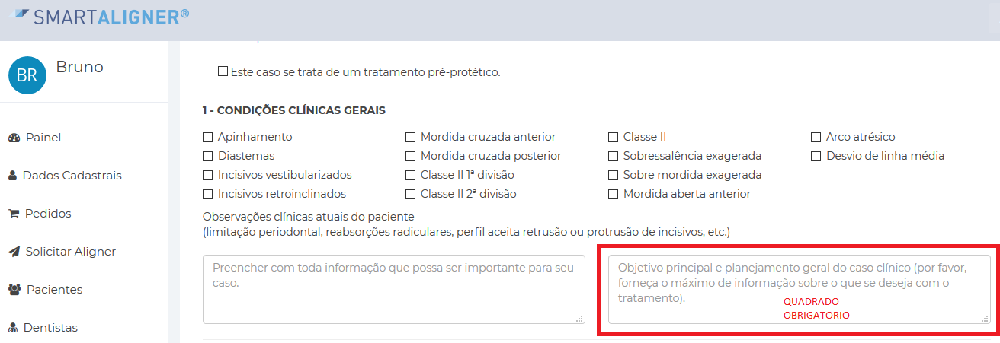 SMARTALIGNER®
BR
Bruno
Painel
Dados Cadastrais
Pedidos
Solicitar Aligner
Pacientes
Dentistas
Este caso se trata de um tratamento pré-protético.
1 - CONDIÇÕES CLÍNICAS GERAIS
Apinhamento
Diastemas
Incisivos vestibularizados
Incisivos retroinclinados
Mordida cruzada anterior
Mordida cruzada posterior
Classe II 1ª divisão
Classe II 2ª divisão
Classe II
Sobressalência exagerada
Sobre mordida exagerada
Mordida aberta anterior
Arco atrésico
Desvio de linha média
Observações clínicas atuais do paciente
(limitação periodontal, reabsorções radiculares, perfil aceita retrusão ou protrusão de incisivos, etc.)
Preencher com toda informação que possa ser importante para seu
caso.
Objetivo principal e planejamento geral do caso clínico (por favor,
forneça o máximo de informação sobre o que se deseja com o
tratamento).
QUADRADO
OBRIGATORIO